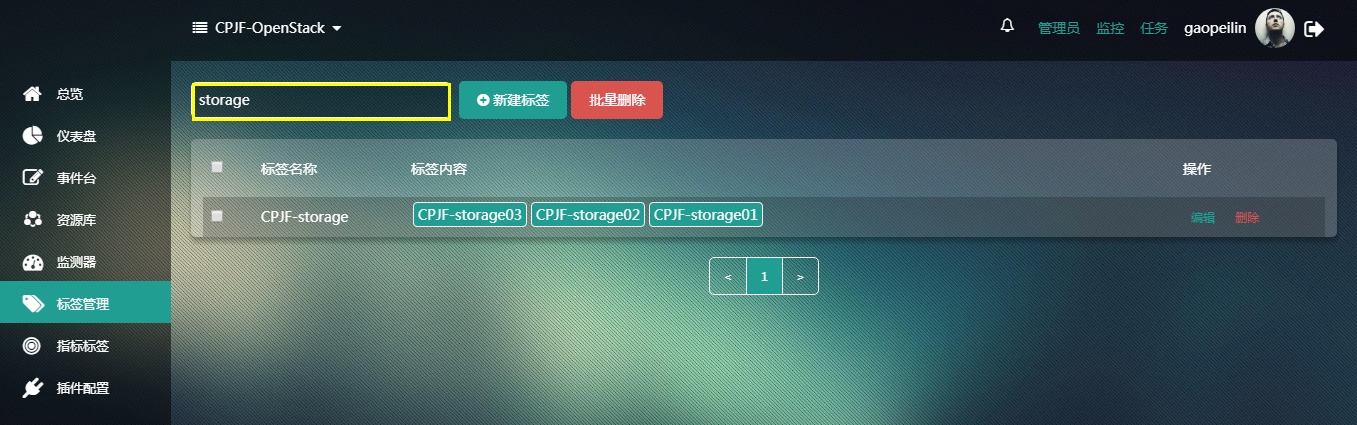 CPJF-OpenStack
管理员 监控 任务 gaopeilin
总览
仪表盘
事件台
资源库
监测器
标签管理
指标标签
插件配置
storage
新建标签 批量删除
标签名称 标签内容 操作
CPJF-storage CPJF-storage03 CPJF-storage02 CPJF-storage01 编辑 删除
< 1 >